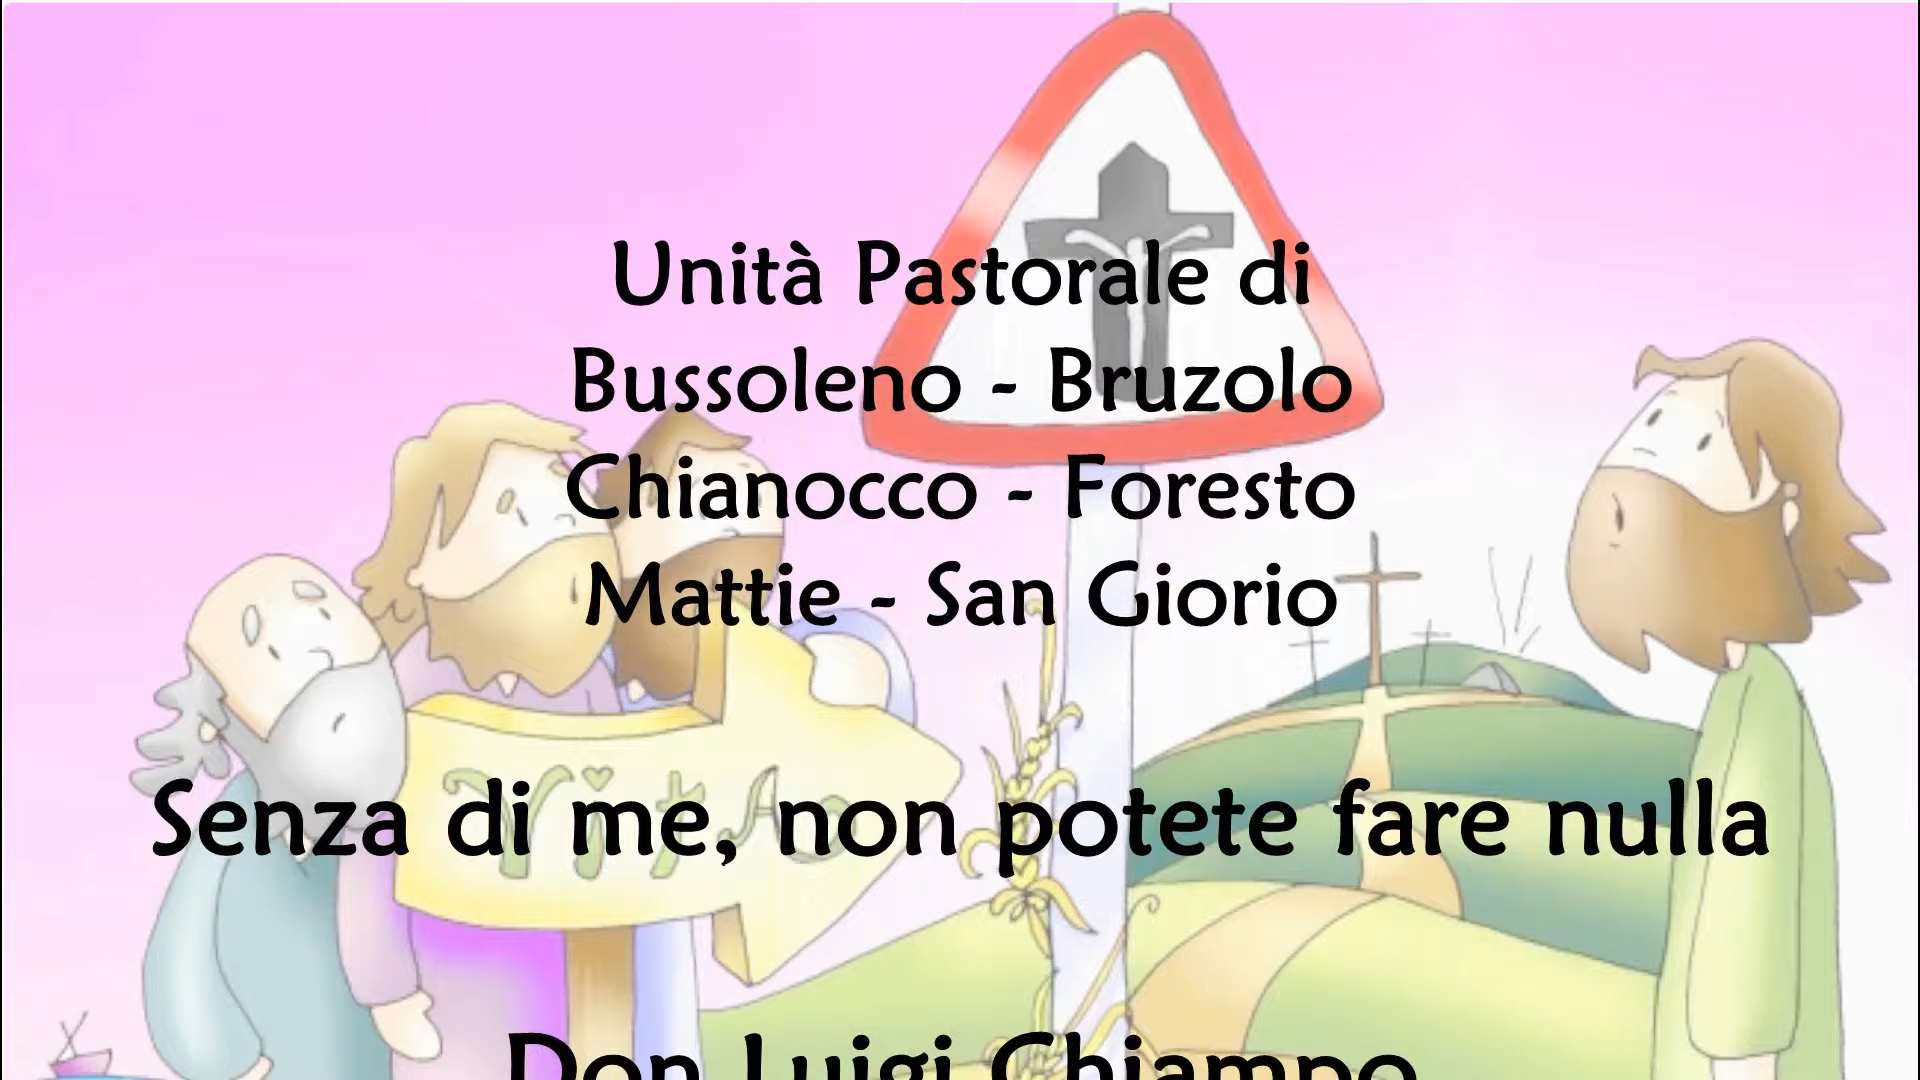 Unità Pastorale di
Bussoleno - Bruzolo
Chianocco - Foresto
Mattie - San Giorio
Senza di me, non potete fare nulla
Don Luigi Chiampo